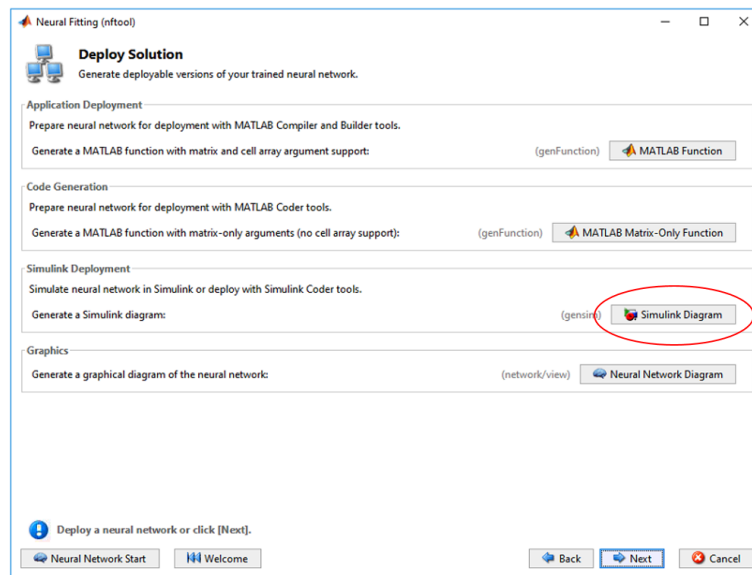 Neural Fitting (nftool)
Deploy Solution
Generate deployable versions of your trained neural network.
Application Deployment
Prepare neural network for deployment with MATLAB Compiler and Builder tools.
Generate a MATLAB function with matrix and cell array argument support: (genFunction) MATLAB Function
Code Generation
Prepare neural network for deployment with MATLAB Coder tools.
Generate a MATLAB function with matrix-only arguments (no cell array support): (genFunction) MATLAB Matrix-Only Function
Simulink Deployment
Simulate neural network in Simulink or deploy with Simulink Coder tools.
Generate a Simulink diagram: (gensim) Simulink Diagram
Graphics
Generate a graphical diagram of the neural network: (network/view) Neural Network Diagram
Deploy a neural network or click [Next].
Neural Network Start Welcome Back Next Cancel